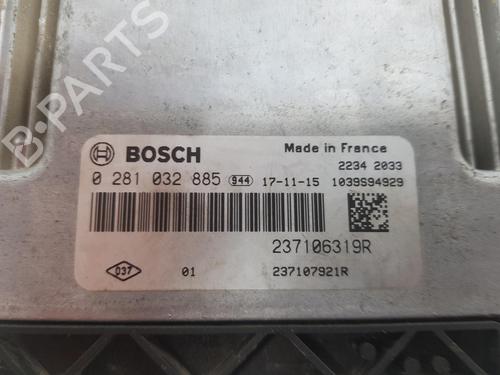 B-PARTS
BOSCH
Made in France
2234 2033
0 281 032 885 944 17-11-15 1039S94929
237106319R
037 01 237107921R